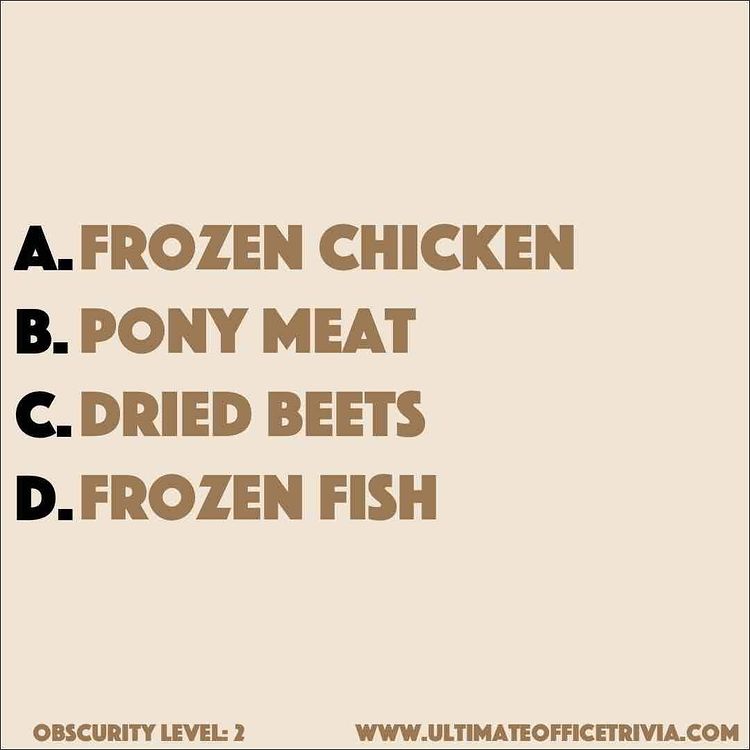 A. FROZEN CHICKEN
B. PONY MEAT
C. DRIED BEETS
D. FROZEN FISH
OBSCURITY LEVEL: 2 WWW.ULTIMATEOFFICETRIVIA.COM